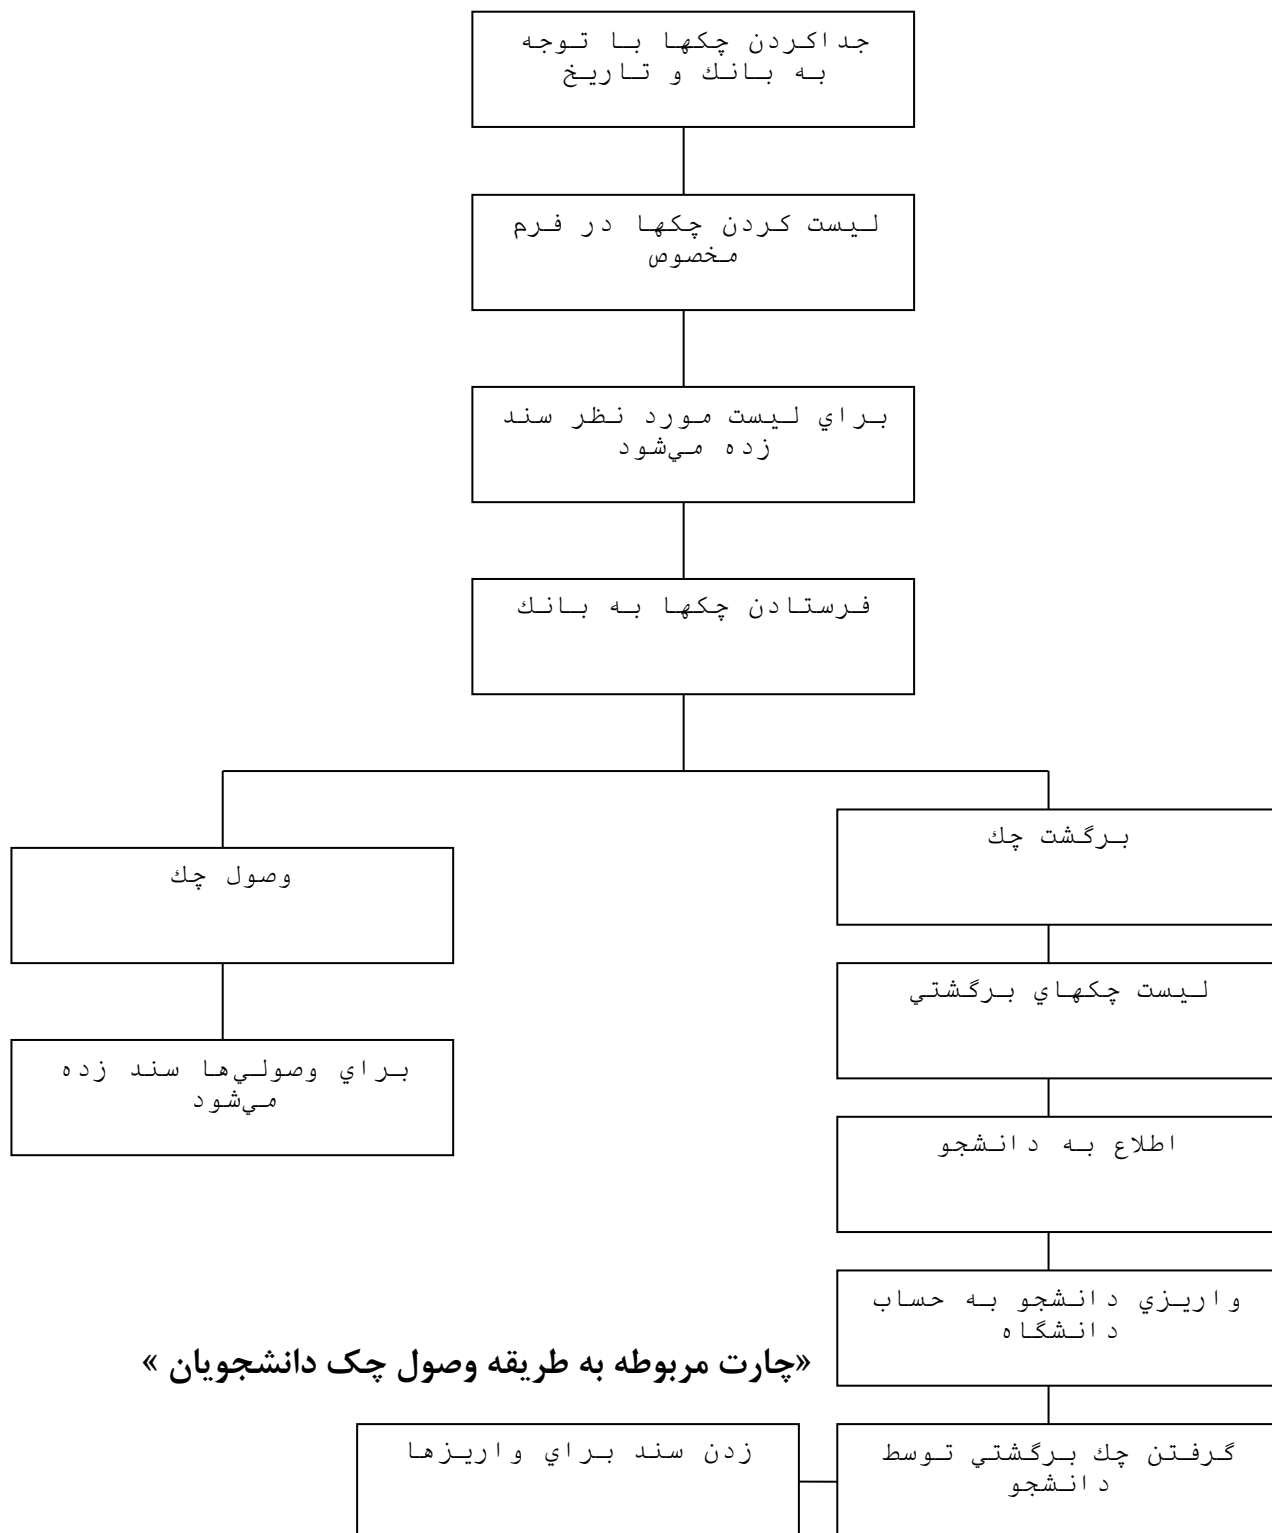 جداكردن چكها با توجه
به بانك و تاريخ
ليست كردن چكها در فرم
مخصوص
براي ليست مورد نظر سند
زده مي‌شود
فرستادن چكها به بانك
برگشت چك
وصول چك
ليست چكهاي برگشتي
براي وصولي‌ها سند زده
مي‌شود
اطلاع به دانشجو
واريزي دانشجو به حساب
دانشگاه
«چارت مربوطه به طریقه وصول چک دانشجویان »
گرفتن چك برگشتي توسط
دانشجو
زدن سند براي واريزها